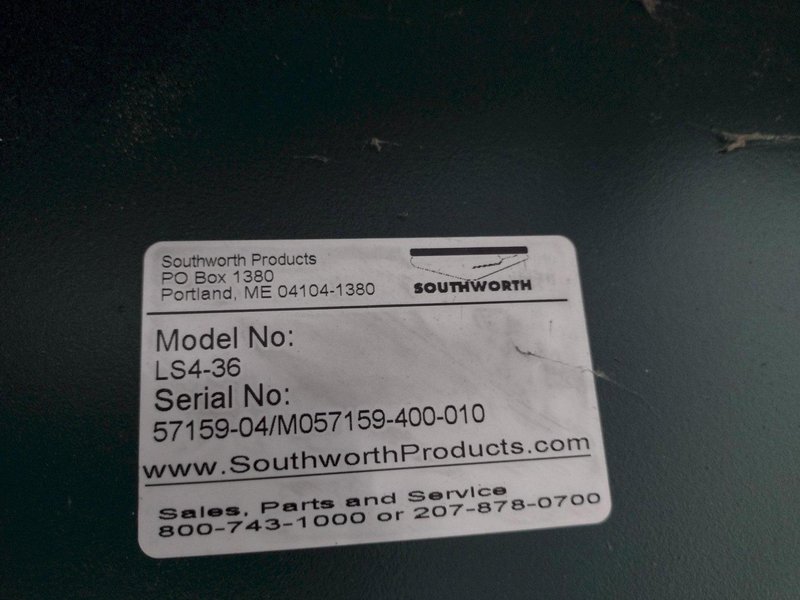 Southworth Products
PO Box 1380
Portland, ME 04104-1380
SOUTHWORTH
Model No:
LS4-36
Serial No:
57159-04/M057159-400-010
www.SouthworthProducts.com
Sales, Parts and Service
800-743-1000 or 207-878-0700